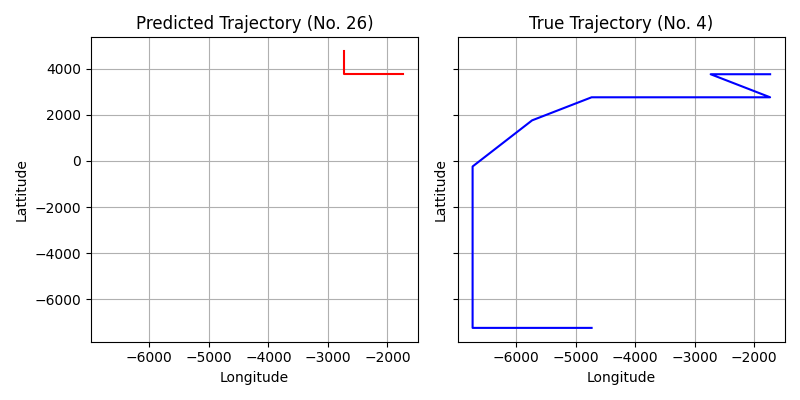 Predicted Trajectory (No. 26)
True Trajectory (No. 4)
Lattitude
4000
2000
0
−2000
−4000
−6000
−6000 −5000 −4000 −3000 −2000
Longitude
Lattitude
−6000 −5000 −4000 −3000 −2000
Longitude